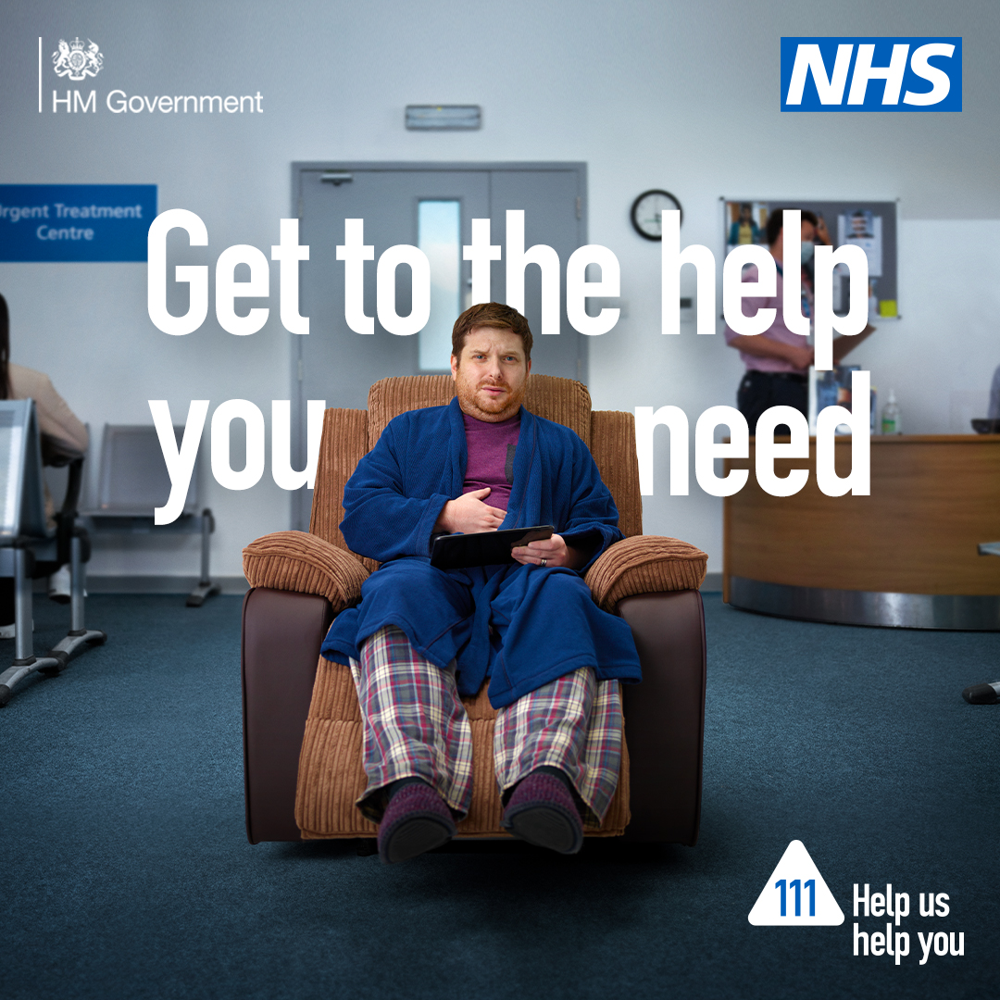 HM Government
NHS
rgent Treatment
Centre
Get to the help
you need
111
Help us
help you